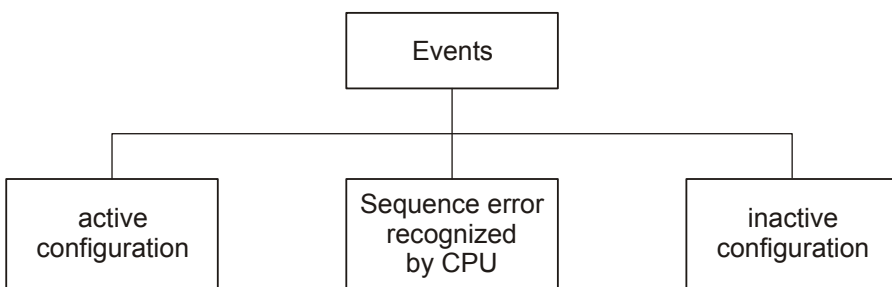 Events
active
configuration
Sequence error
recognized
by CPU
inactive
configuration